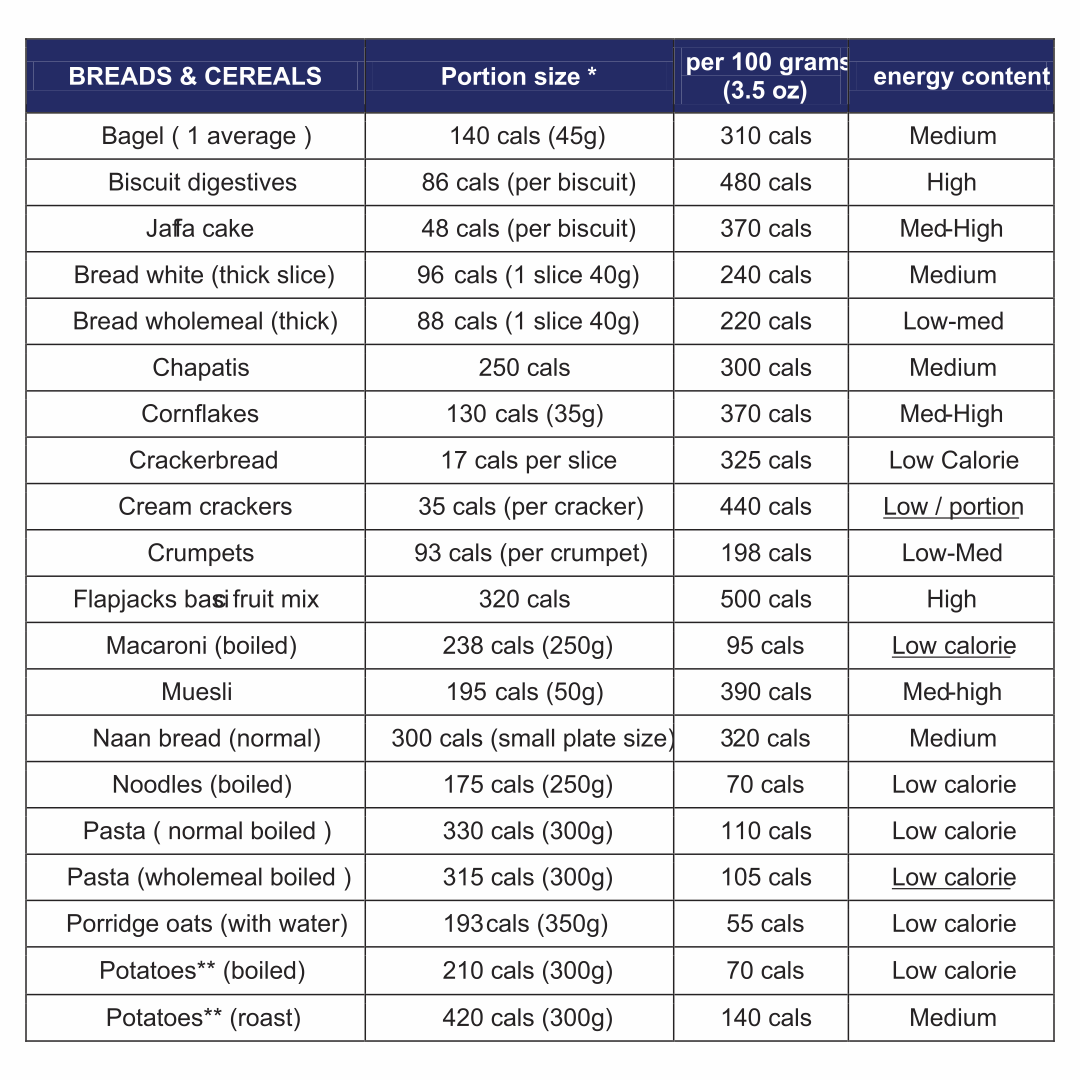 BREADS & CEREALS Portion size * per 100 grams (3.5 oz) energy content
Bagel ( 1 average ) 140 cals (45g) 310 cals Medium
Biscuit digestives 86 cals (per biscuit) 480 cals High
Jaffa cake 48 cals (per biscuit) 370 cals Med-High
Bread white (thick slice) 96 cals (1 slice 40g) 240 cals Medium
Bread wholemeal (thick) 88 cals (1 slice 40g) 220 cals Low-med
Chapatis 250 cals 300 cals Medium
Cornflakes 130 cals (35g) 370 cals Med-High
Crackerbread 17 cals per slice 325 cals Low Calorie
Cream crackers 35 cals (per cracker) 440 cals Low / portion
Crumpets 93 cals (per crumpet) 198 cals Low-Med
Flapjacks basic fruit mix 320 cals 500 cals High
Macaroni (boiled) 238 cals (250g) 95 cals Low calorie
Muesli 195 cals (50g) 390 cals Med-high
Naan bread (normal) 300 cals (small plate size) 320 cals Medium
Noodles (boiled) 175 cals (250g) 70 cals Low calorie
Pasta ( normal boiled ) 330 cals (300g) 110 cals Low calorie
Pasta (wholemeal boiled ) 315 cals (300g) 105 cals Low calorie
Porridge oats (with water) 193cals (350g) 55 cals Low calorie
Potatoes** (boiled) 210 cals (300g) 70 cals Low calorie
Potatoes** (roast) 420 cals (300g) 140 cals Medium